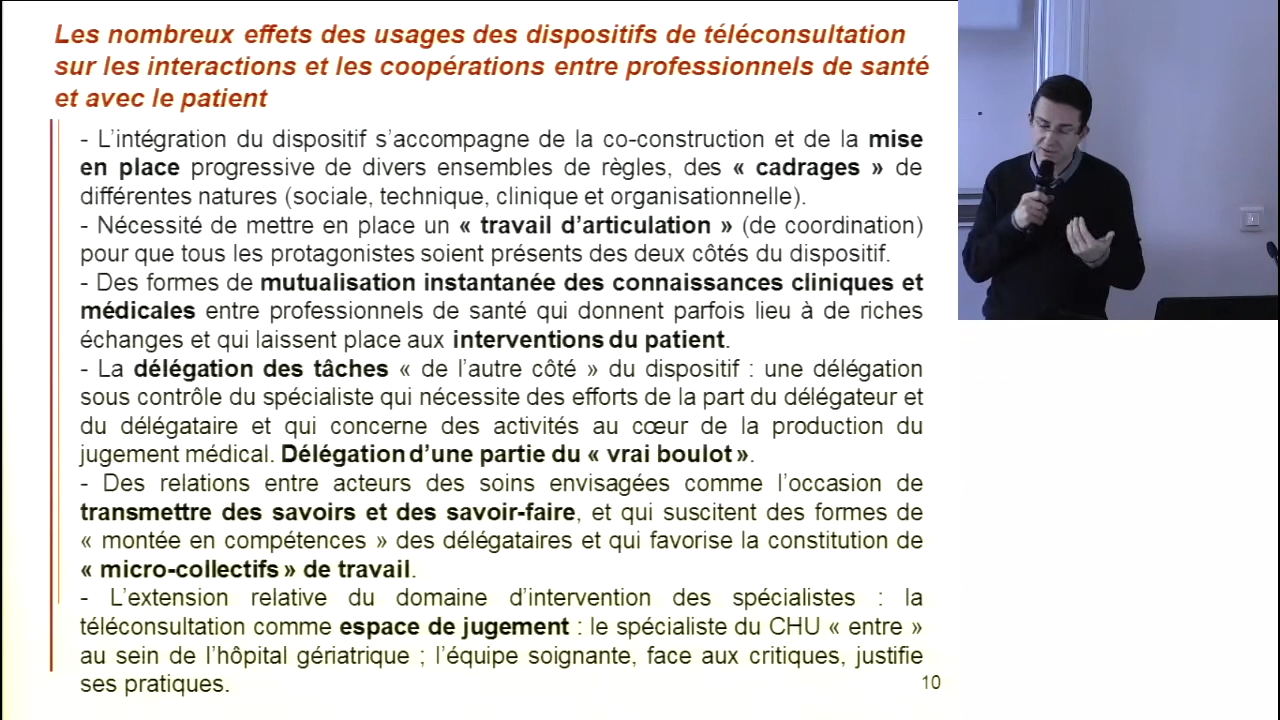 Les nombreux effets des usages des dispositifs de téléconsultation
sur les interactions et les coopérations entre professionnels de santé
et avec le patient
- L’intégration du dispositif s’accompagne de la co-construction et de la mise
en place progressive de divers ensembles de règles, des « cadrages » de
différentes natures (sociale, technique, clinique et organisationnelle).
- Nécessité de mettre en place un « travail d’articulation » (de coordination)
pour que tous les protagonistes soient présents des deux côtés du dispositif.
- Des formes de mutualisation instantanée des connaissances cliniques et
médicales entre professionnels de santé qui donnent parfois lieu à de riches
échanges et qui laissent place aux interventions du patient.
- La délégation des tâches « de l’autre côté » du dispositif : une délégation
sous contrôle du spécialiste qui nécessite des efforts de la part du délégateur et
du délégataire et qui concerne des activités au cœur de la production du
jugement médical. Délégation d’une partie du « vrai boulot ».
- Des relations entre acteurs des soins envisagées comme l’occasion de
transmettre des savoirs et des savoir-faire, et qui suscitent des formes de
« montée en compétences » des délégataires et qui favorise la constitution de
« micro-collectifs » de travail.
- L’extension relative du domaine d’intervention des spécialistes : la
téléconsultation comme espace de jugement : le spécialiste du CHU « entre »
au sein de l’hôpital gériatrique ; l’équipe soignante, face aux critiques, justifie
ses pratiques.
10